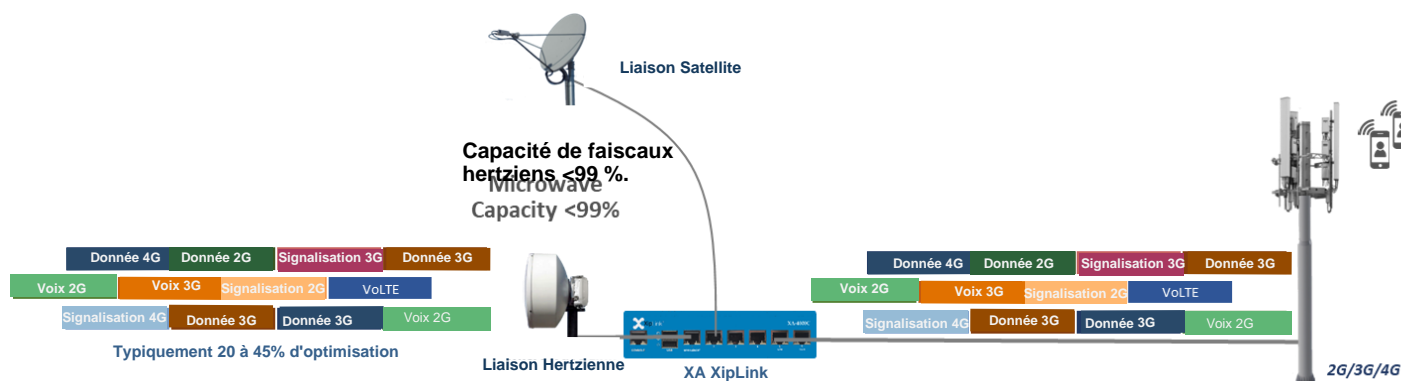 Liaison Satellite
Capacité de faiscaux
hertziens <99 %.
Microwave
Capacity <99%
Donnée 4G Donnée 2G Signalisation 3G Donnée 3G
Voix 2G Voix 3G Signalisation 2G VoLTE
Signalisation 4G Donnée 3G Donnée 3G Voix 2G
Typiquement 20 à 45% d'optimisation
Liaison Hertzienne
XA XipLink
Donnée 4G Donnée 2G Signalisation 3G Donnée 3G
Voix 2G Voix 3G Signalisation 2G VoLTE
Signalisation 4G Donnée 3G Donnée 3G Voix 2G
2G/3G/4G